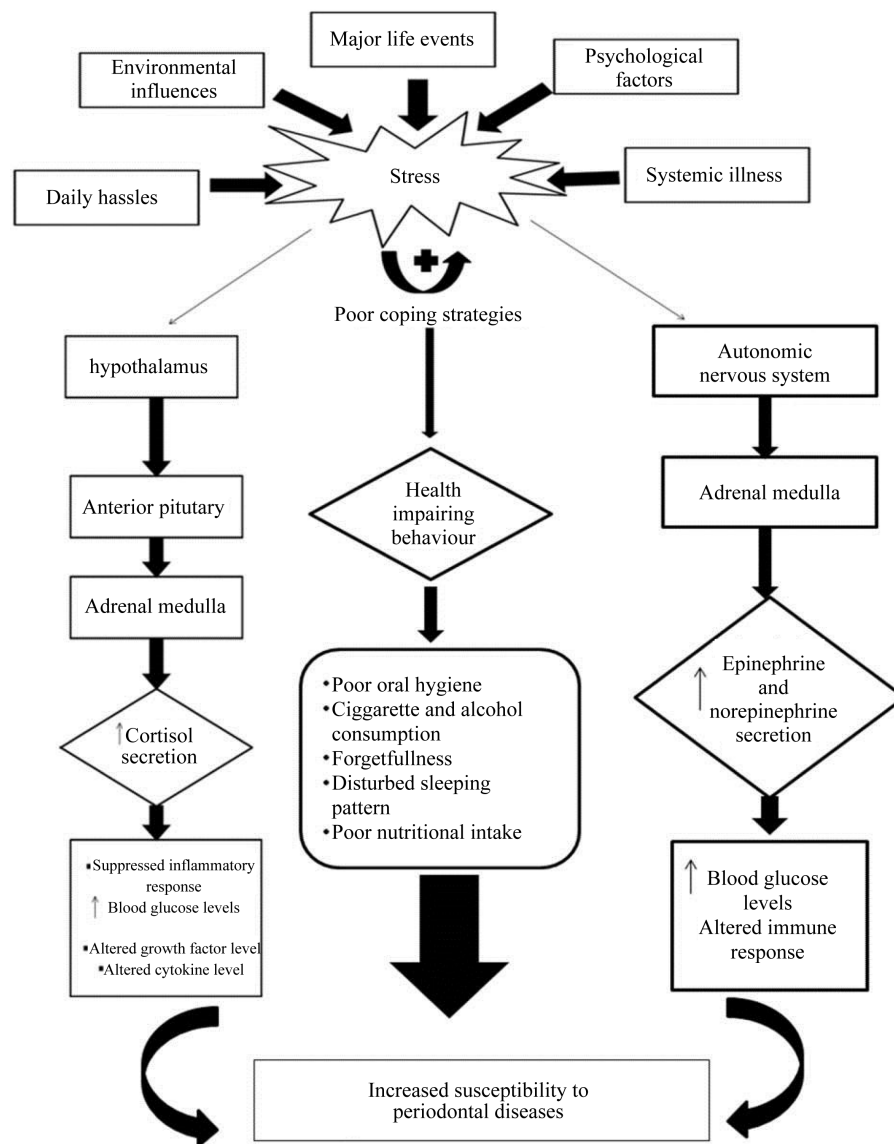 Major life events
Environmental
influences
Psychological
factors
Stress
Systemic illness
Daily hassles
Poor coping strategies
hypothalamus
Autonomic
nervous system
Anterior pitutary
Health
impairing
behaviour
Adrenal medulla
Adrenal medulla
↑ Cortisol
secretion
•Poor oral hygiene
•Ciggarette and alcohol
consumption
•Forgetfullness
•Disturbed sleeping
pattern
•Poor nutritional intake
↑ Epinephrine
and
norepinephrine
secretion
▪Suppressed inflammatory
response
↑ Blood glucose levels
▪Altered growth factor level
▪Altered cytokine level
↑ Blood glucose
levels
Altered immune
response
Increased susceptibility to
periodontal diseases